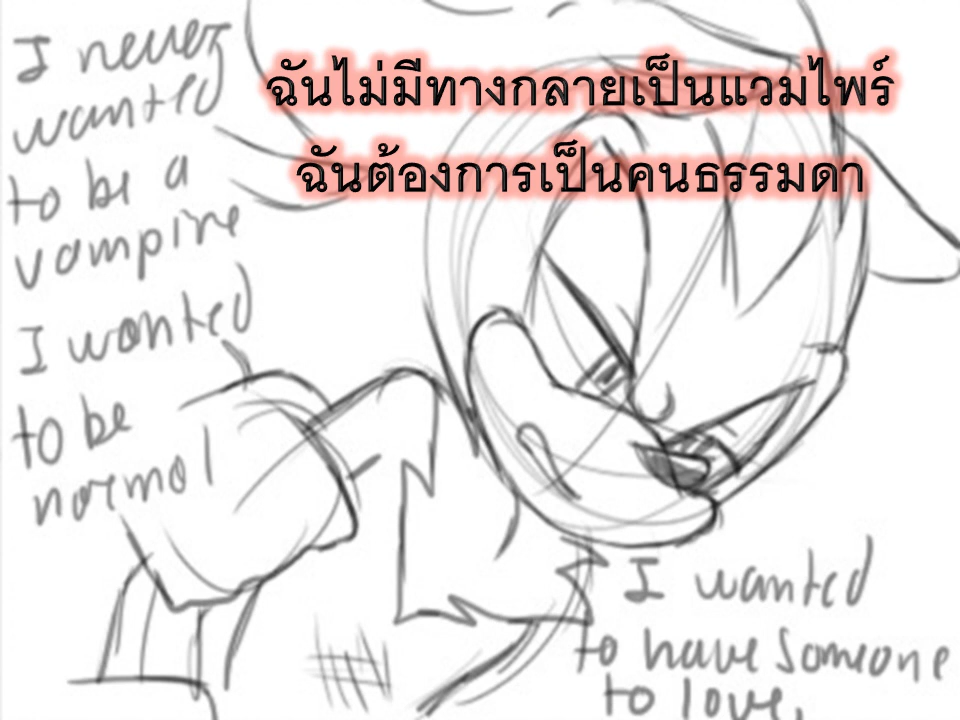 I never
wanted
to be a
vampire
I wanted
to be
normal
ฉันไม่มีทางกลายเป็นแวมไพร์
ฉันต้องการเป็นคนธรรมดา
I wanted
to have someone
to love.